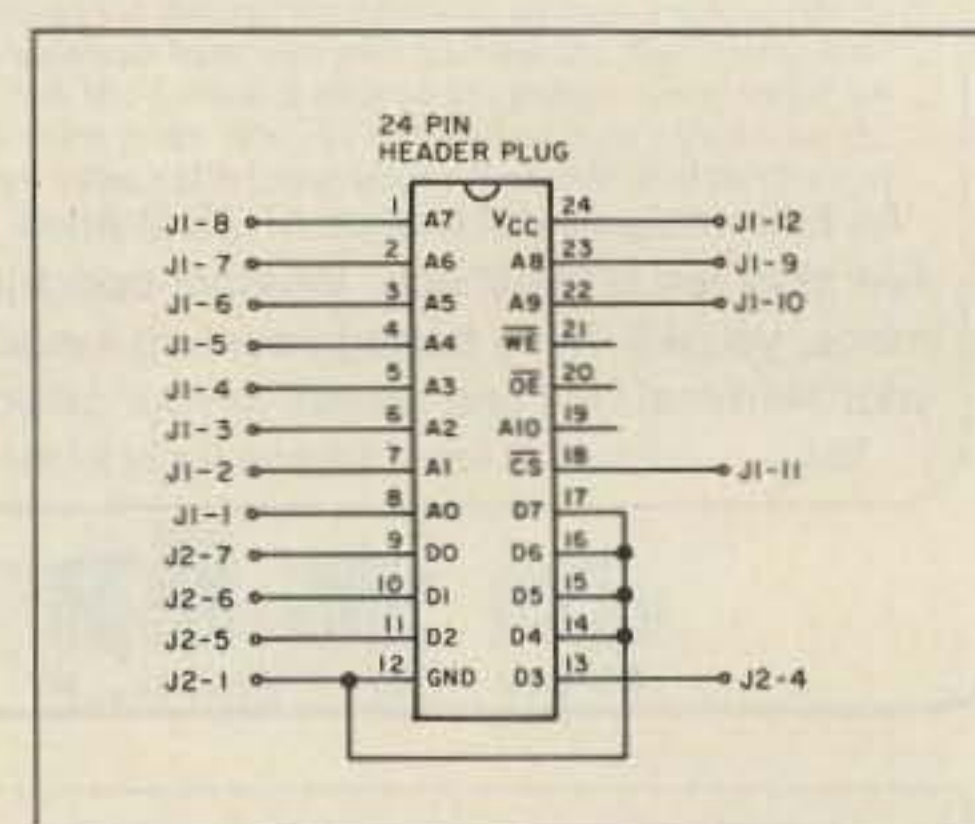 24 PIN
HEADER PLUG
J1-8 1 A7 VCC 24 J1-12
J1-7 2 A6 A8 23 J1-9
J1-6 3 A5 A9 22 J1-10
J1-5 4 A4 WE 21
J1-4 5 A3 OE 20
J1-3 6 A2 A10 19
J1-2 7 A1 CS 18 J1-11
J1-1 8 A0 D7 17
J2-7 9 D0 D6 16
J2-6 10 D1 D5 15
J2-5 11 D2 D4 14
J2-1 12 GND D3 13 J2-4